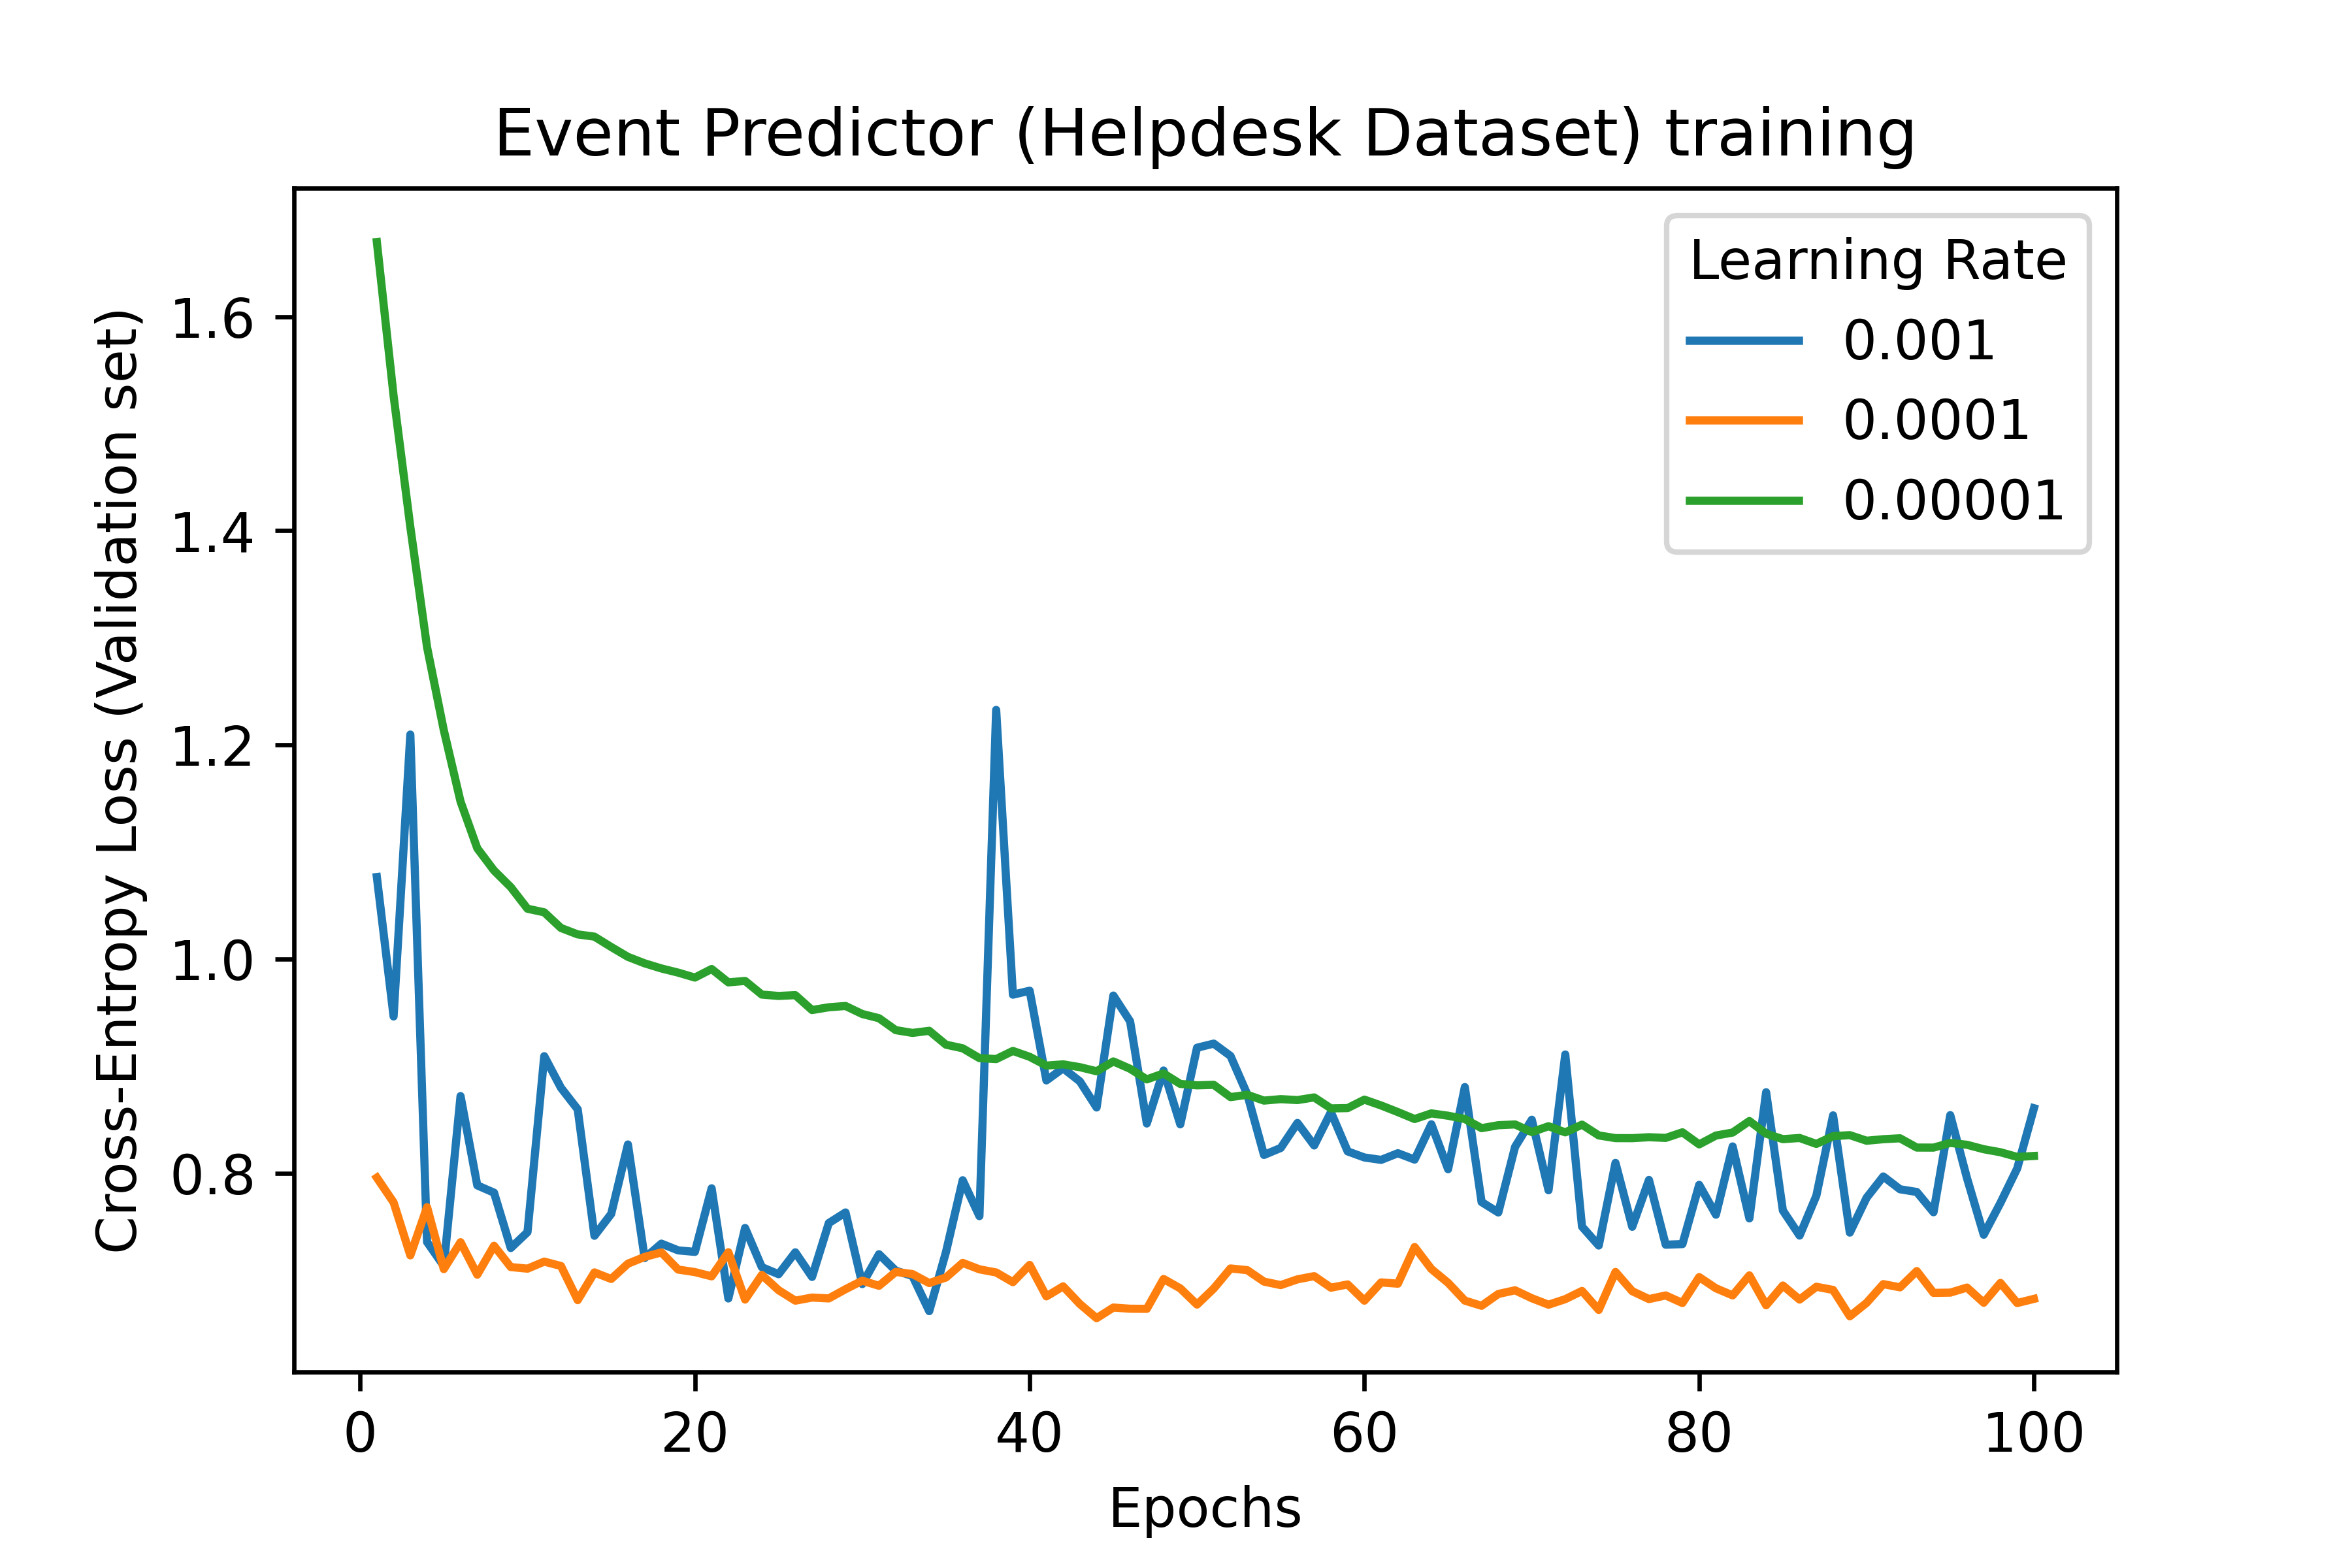 Event Predictor (Helpdesk Dataset) training
Cross-Entropy Loss (Validation set)
1.6
1.4
1.2
1.0
0.8
Learning Rate
0.001
0.0001
0.00001
0 20 40 60 80 100
Epochs